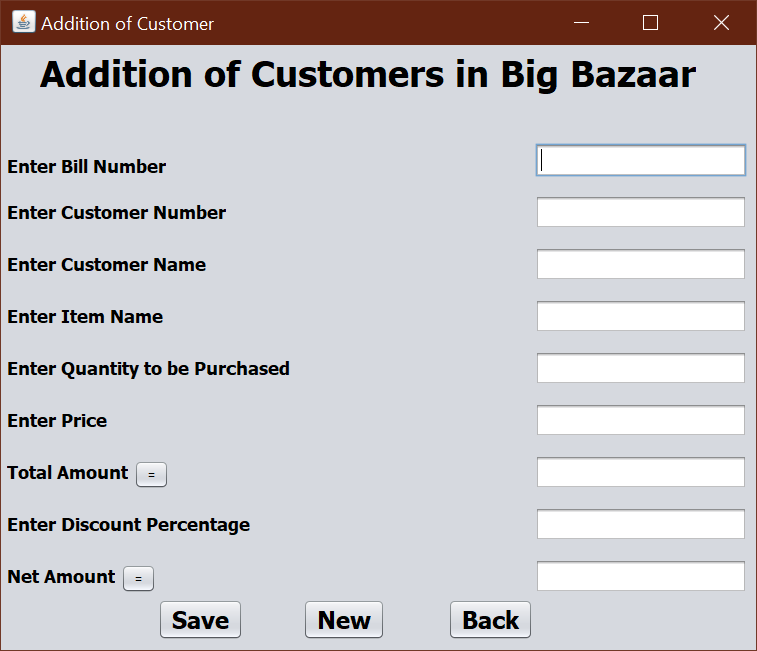 Addition of Customer
Addition of Customers in Big Bazaar
Enter Bill Number
Enter Customer Number
Enter Customer Name
Enter Item Name
Enter Quantity to be Purchased
Enter Price
Total Amount =
Enter Discount Percentage
Net Amount =
Save New Back